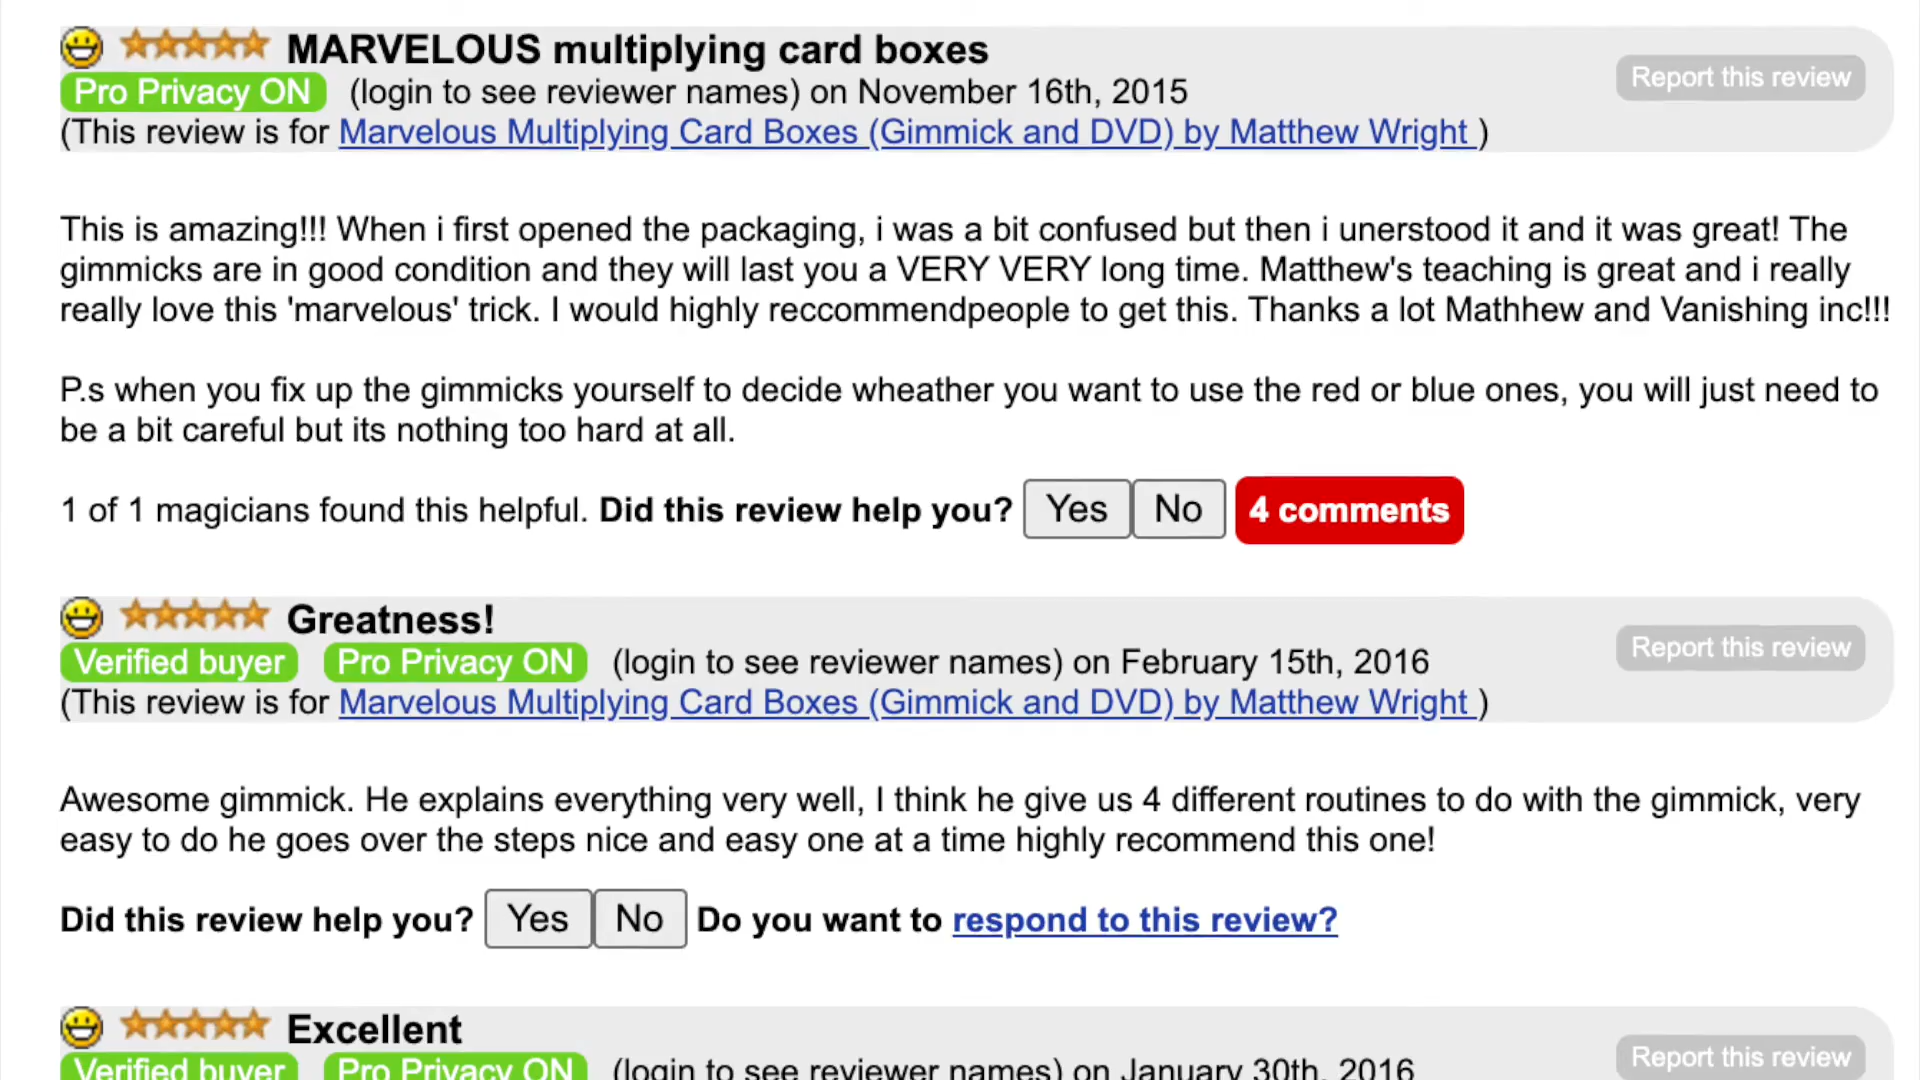 MARVELOUS multiplying card boxes
Report this review
Pro Privacy ON (login to see reviewer names) on November 16th, 2015
(This review is for Marvelous Multiplying Card Boxes (Gimmick and DVD) by Matthew Wright )
This is amazing!!! When i first opened the packaging, i was a bit confused but then i unerstood it and it was great! The
gimmicks are in good condition and they will last you a VERY VERY long time. Matthew's teaching is great and i really
really love this 'marvelous' trick. I would highly reccommendpeople to get this. Thanks a lot Mathhew and Vanishing inc!!!
P.s when you fix up the gimmicks yourself to decide wheather you want to use the red or blue ones, you will just need to
be a bit careful but its nothing too hard at all.
1 of 1 magicians found this helpful. Did this review help you? Yes No 4 comments
Greatness!
Report this review
Verified buyer Pro Privacy ON (login to see reviewer names) on February 15th, 2016
(This review is for Marvelous Multiplying Card Boxes (Gimmick and DVD) by Matthew Wright )
Awesome gimmick. He explains everything very well, I think he give us 4 different routines to do with the gimmick, very
easy to do he goes over the steps nice and easy one at a time highly recommend this one!
Did this review help you? Yes No Do you want to respond to this review?
Excellent
Report this review
Verified buyer Pro Privacy ON (login to see reviewer names) on January 30th, 2016